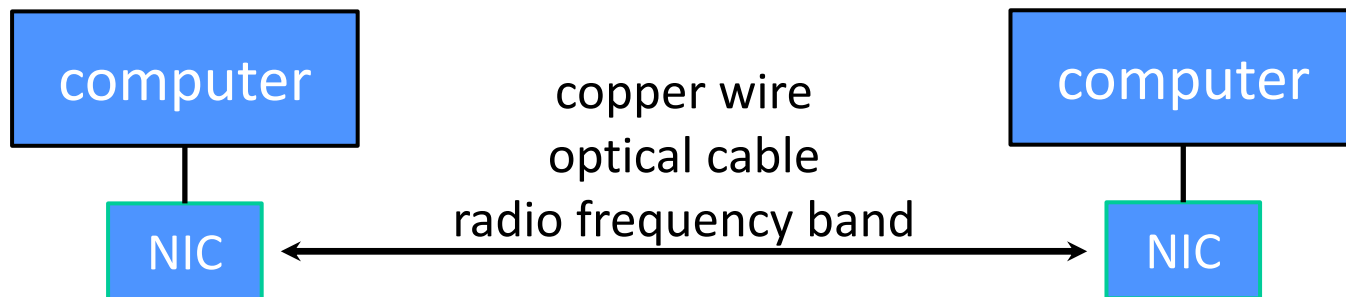 computer
computer
copper wire
optical cable
radio frequency band
NIC
NIC